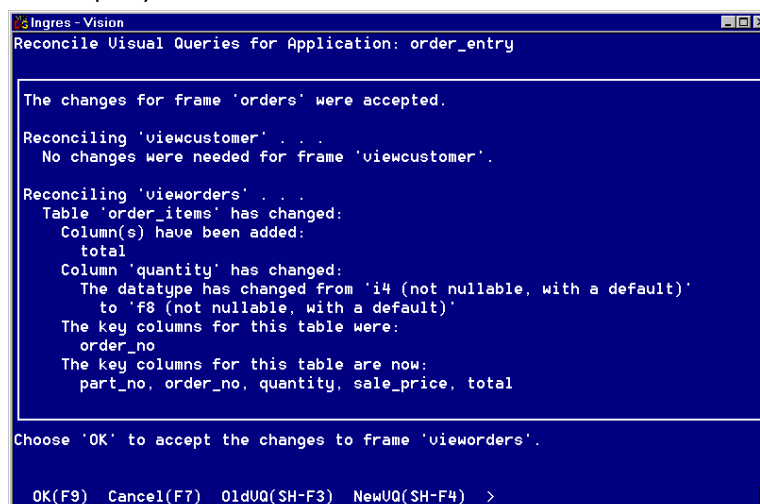 Ingres - Vision
Reconcile Visual Queries for Application: order_entry
The changes for frame 'orders' were accepted.
Reconciling 'viewcustomer' . . .
No changes were needed for frame 'viewcustomer'.
Reconciling 'vieworders' . . .
Table 'order_items' has changed:
Column(s) have been added:
total
Column 'quantity' has changed:
The datatype has changed from 'i4 (not nullable, with a default)'
to 'f8 (not nullable, with a default)'
The key columns for this table were:
order_no
The key columns for this table are now:
part_no, order_no, quantity, sale_price, total
Choose 'OK' to accept the changes to frame 'vieworders'.
OK(F9) Cancel(F7) OldVQ(SH-F3) NewVQ(SH-F4) >